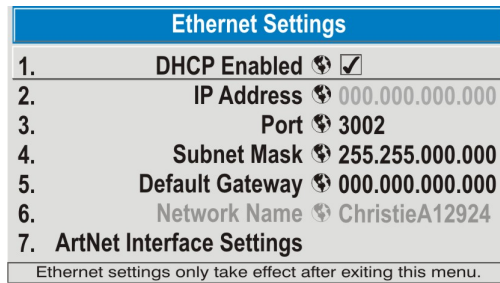 Ethernet Settings
1. DHCP Enabled
2. IP Address 000.000.000.000
3. Port 3002
4. Subnet Mask 255.255.000.000
5. Default Gateway 000.000.000.000
6. Network Name ChristieA12924
7. ArtNet Interface Settings
Ethernet settings only take effect after exiting this menu.